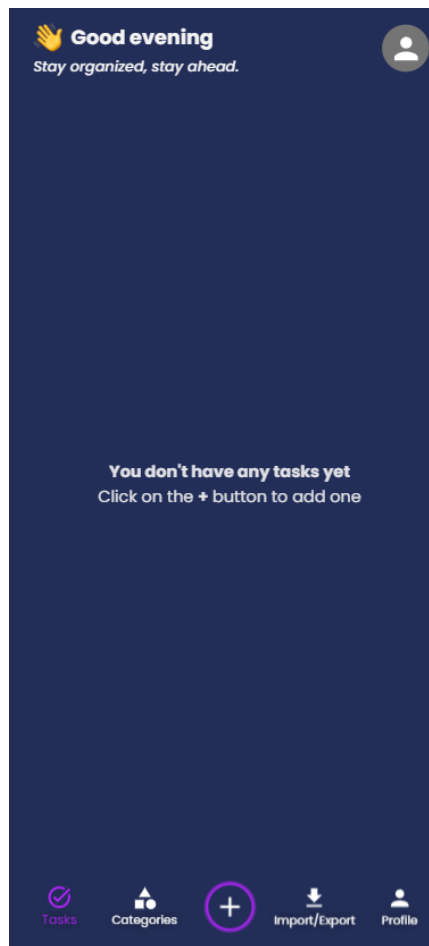 👋 Good evening
Stay organized, stay ahead.
You don't have any tasks yet
Click on the + button to add one
Tasks
Categories
+
Import/Export
Profile